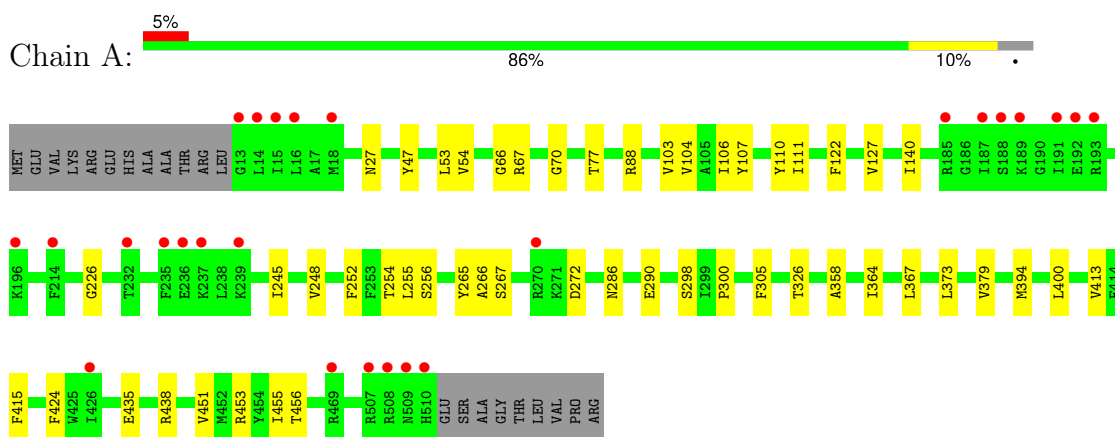 5%
Chain A:
86% 10% •
MET GLU VAL LYS ARG GLU HIS ALA ALA THR ARG LEU G13 L14 I15 L16 A17 M18 N27 Y47 L53 V54 G66 R67 G70 T77 R88 V103 V104 A105 I106 Y107 Y110 I111 F122 V127 I140 R185 G186 I187 S188 K189 G190 I191 E192 R193
K196 F214 G226 T232 F235 E236 K237 L238 K239 I245 V248 F252 F253 T254 L255 S256 Y265 A266 S267 R270 K271 D272 N286 E290 S298 I299 P300 F305 T326 A358 I364 L367 L373 V379 M394 L400 V413 E414
F415 F424 W425 I426 E435 R438 V451 M452 R453 Y454 I455 T456 R469 R507 R508 N509 H510 GLU SER ALA GLY THR LEU VAL PRO ARG